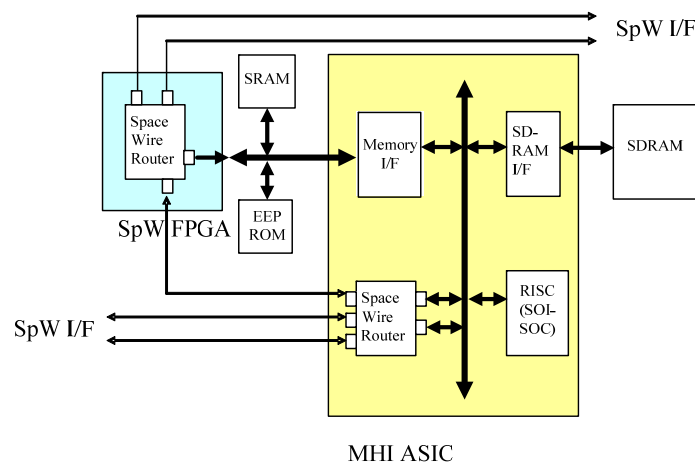 SpW I/F
SRAM
Space
Wire
Router
Memory
I/F
SD-
RAM
I/F
SDRAM
EEP
ROM
SpW FPGA
Space
Wire
Router
RISC
(SOI-
SOC)
SpW I/F
MHI ASIC